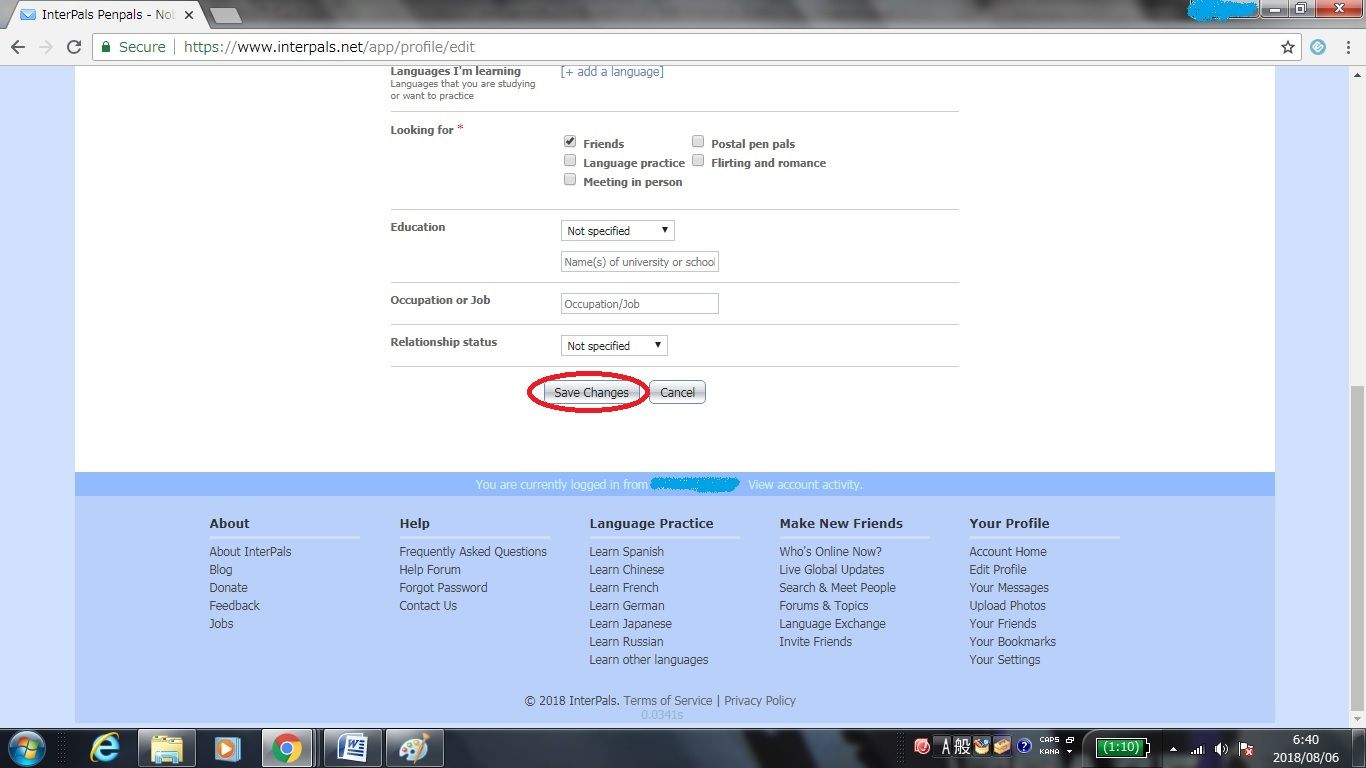 InterPals Penpals - Not
Secure | https://www.interpals.net/app/profile/edit
Languages I'm learning
Languages that you are studying
or want to practice
[+ add a language]
Looking for *
Friends
Postal pen pals
Language practice
Flirting and romance
Meeting in person
Education
Not specified
Name(s) of university or school
Occupation or Job
Occupation/Job
Relationship status
Not specified
Save Changes
Cancel
You are currently logged in from
View account activity.
About
About InterPals
Blog
Donate
Feedback
Jobs
Help
Frequently Asked Questions
Help Forum
Forgot Password
Contact Us
Language Practice
Learn Spanish
Learn Chinese
Learn French
Learn German
Learn Japanese
Learn Russian
Learn other languages
Make New Friends
Who's Online Now?
Live Global Updates
Search & Meet People
Forums & Topics
Language Exchange
Invite Friends
Your Profile
Account Home
Edit Profile
Your Messages
Upload Photos
Your Friends
Your Bookmarks
Your Settings
© 2018 InterPals. Terms of Service | Privacy Policy
0.0341s
A 般
CAPS
KANA
(1:10)
6:40
2018/08/06